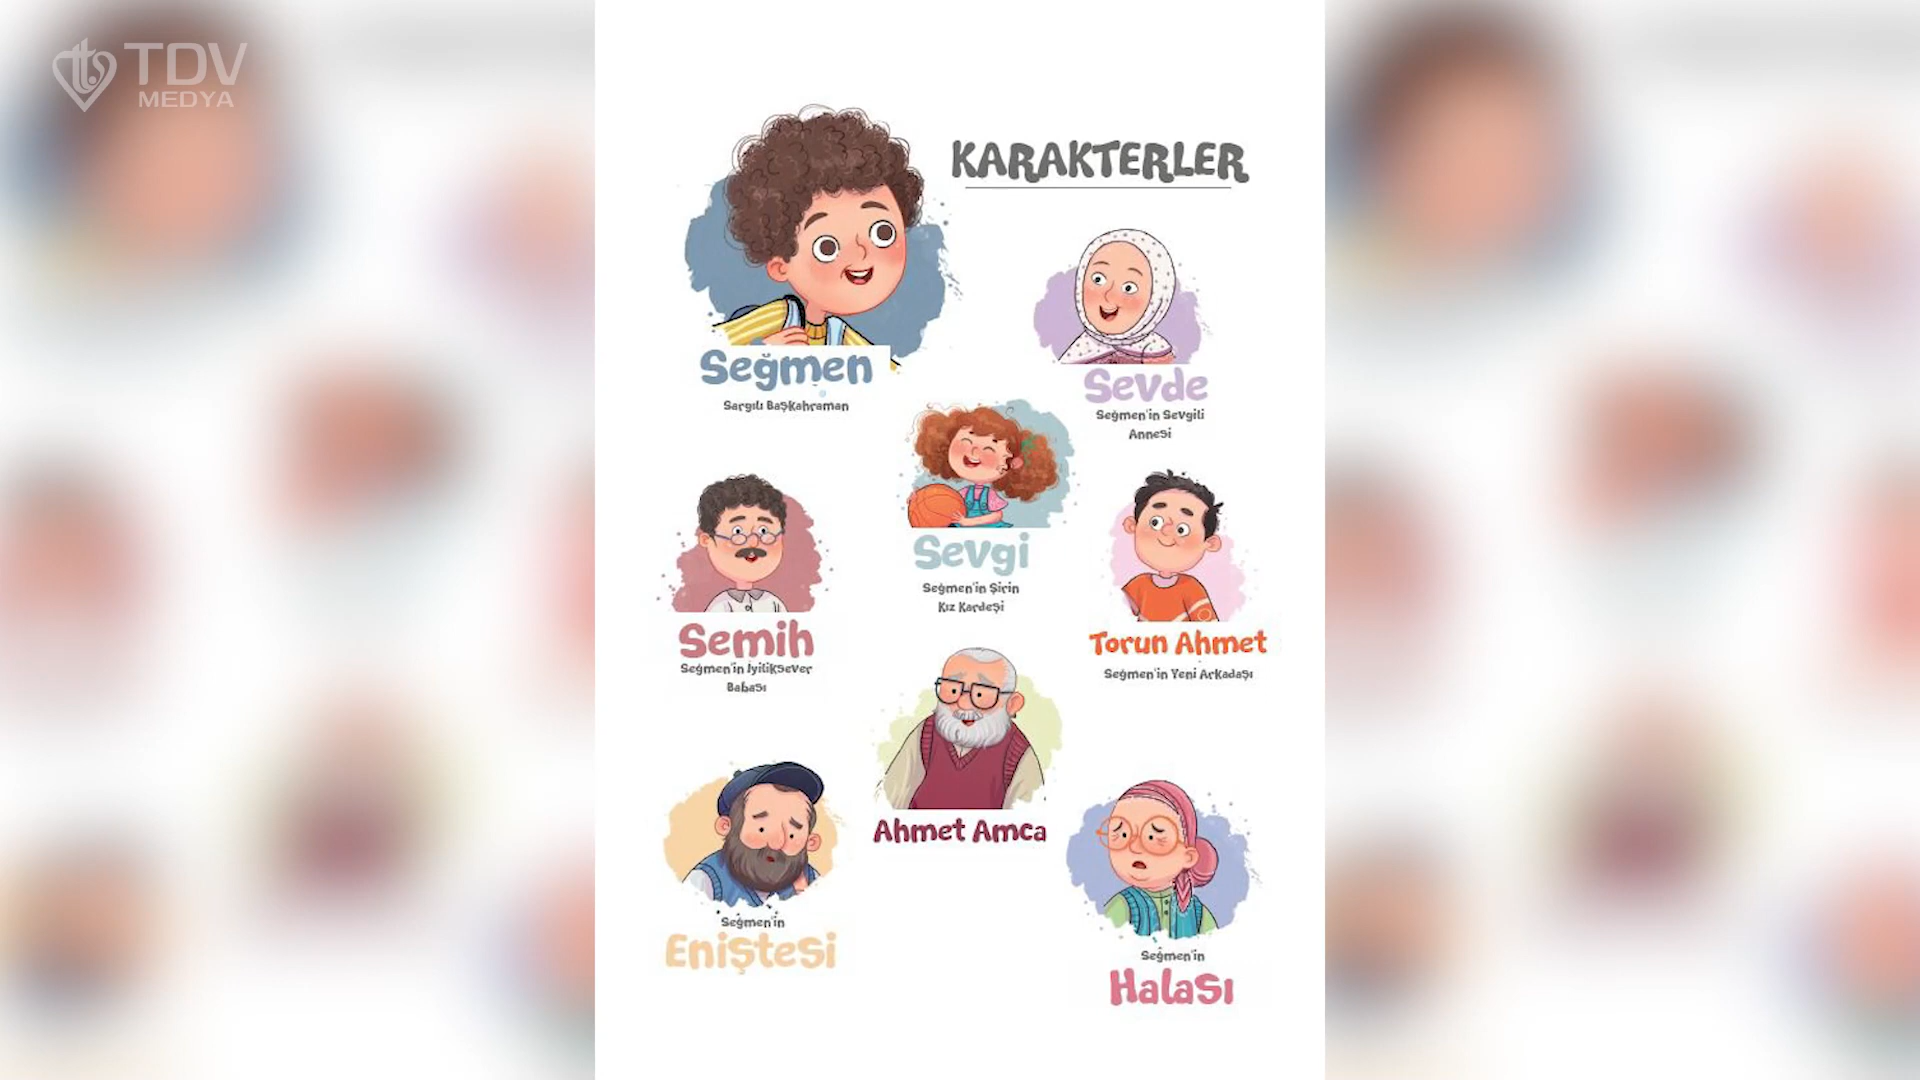 TDV
MEDYA
KARAKTERLER
Seğmen
Sargılı Başkahraman
Sevde
Seğmen'in Sevgili
Annesi
Sevgi
Seğmen'in Şirin
Kız Kardeşi
Semih
Seğmen'in İyiliksever
Babası
Torun Ahmet
Seğmen'in Yeni Arkadaşı
Ahmet Amca
Seğmen'in
Eniştesi
Seğmen'in
Halası